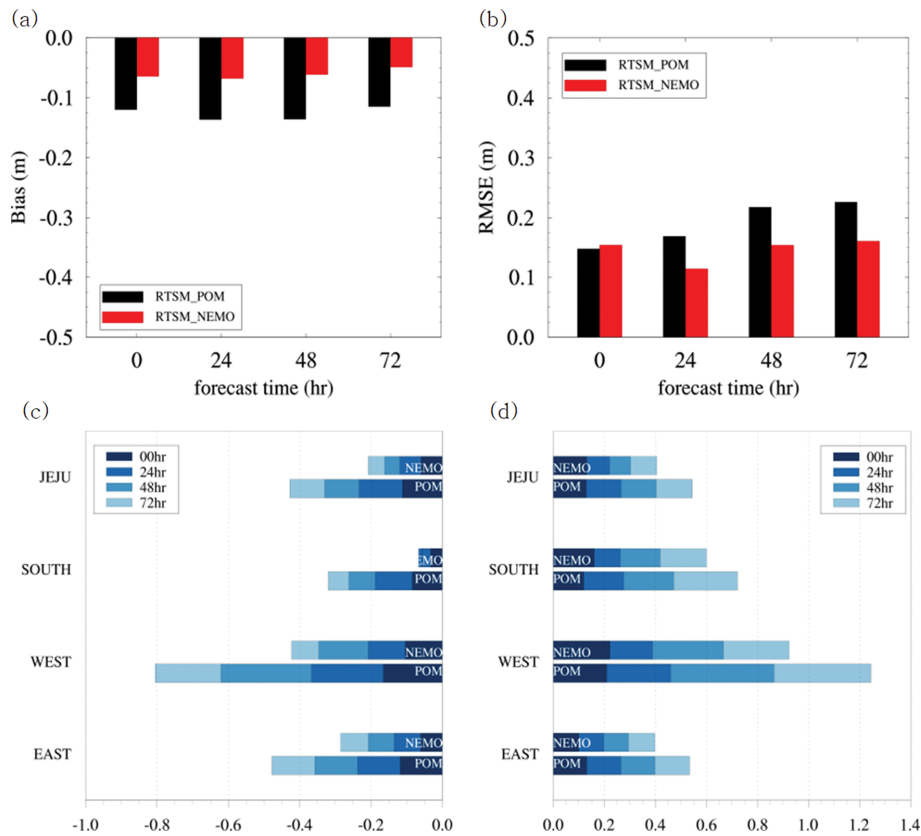 (a)
0.0
-0.1
-0.2
-0.3
-0.4
-0.5
Bias (m)
RTSM_POM
RTSM_NEMO
0 24 48 72
forecast time (hr)
(b)
0.5
0.4
0.3
0.2
0.1
0.0
RMSE (m)
RTSM_POM
RTSM_NEMO
0 24 48 72
forecast time (hr)
(c)
00hr
24hr
48hr
72hr
JEJU
NEMO
POM
SOUTH
EMO
POM
WEST
NEMO
POM
EAST
NEMO
POM
-1.0 -0.8 -0.6 -0.4 -0.2 0.0
(d)
00hr
24hr
48hr
72hr
JEJU
NEMO
POM
SOUTH
NEMO
POM
WEST
NEMO
POM
EAST
NEMO
POM
0.0 0.2 0.4 0.6 0.8 1.0 1.2 1.4